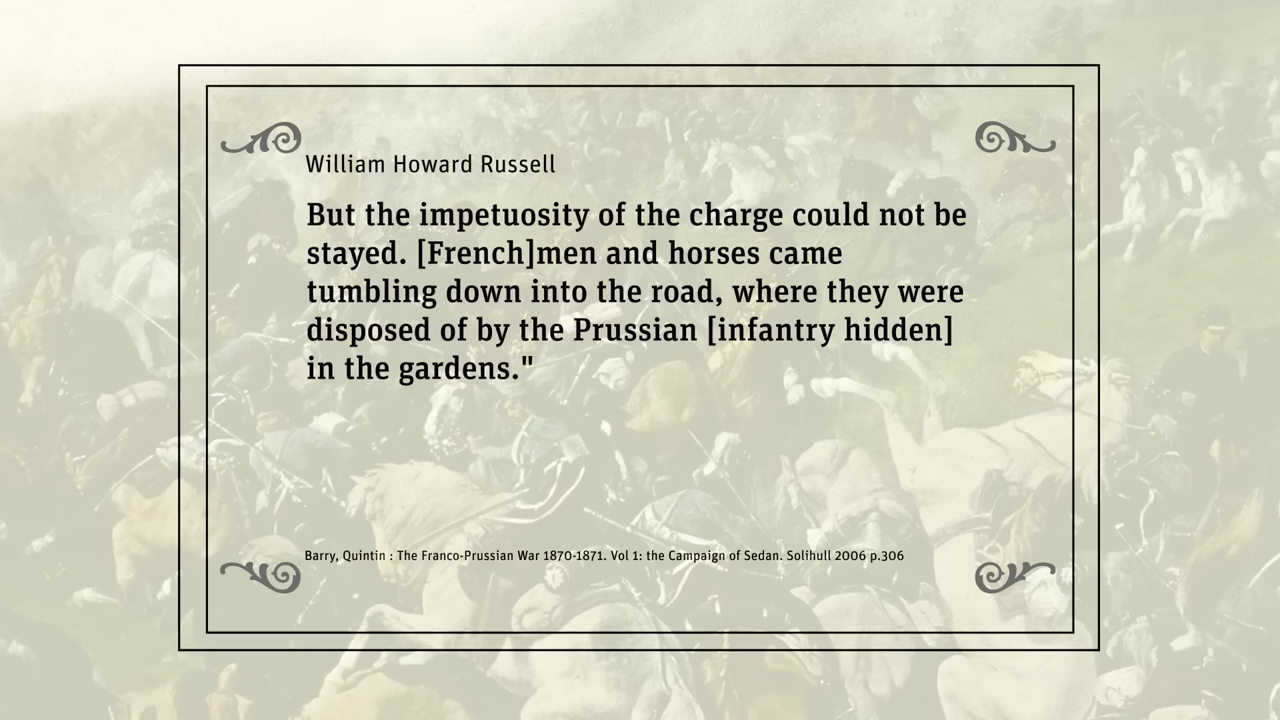 William Howard Russell
But the impetuosity of the charge could not be
stayed. [French]men and horses came
tumbling down into the road, where they were
disposed of by the Prussian [infantry hidden]
in the gardens."
Barry, Quintin : The Franco-Prussian War 1870-1871. Vol 1: the Campaign of Sedan. Solihull 2006 p.306